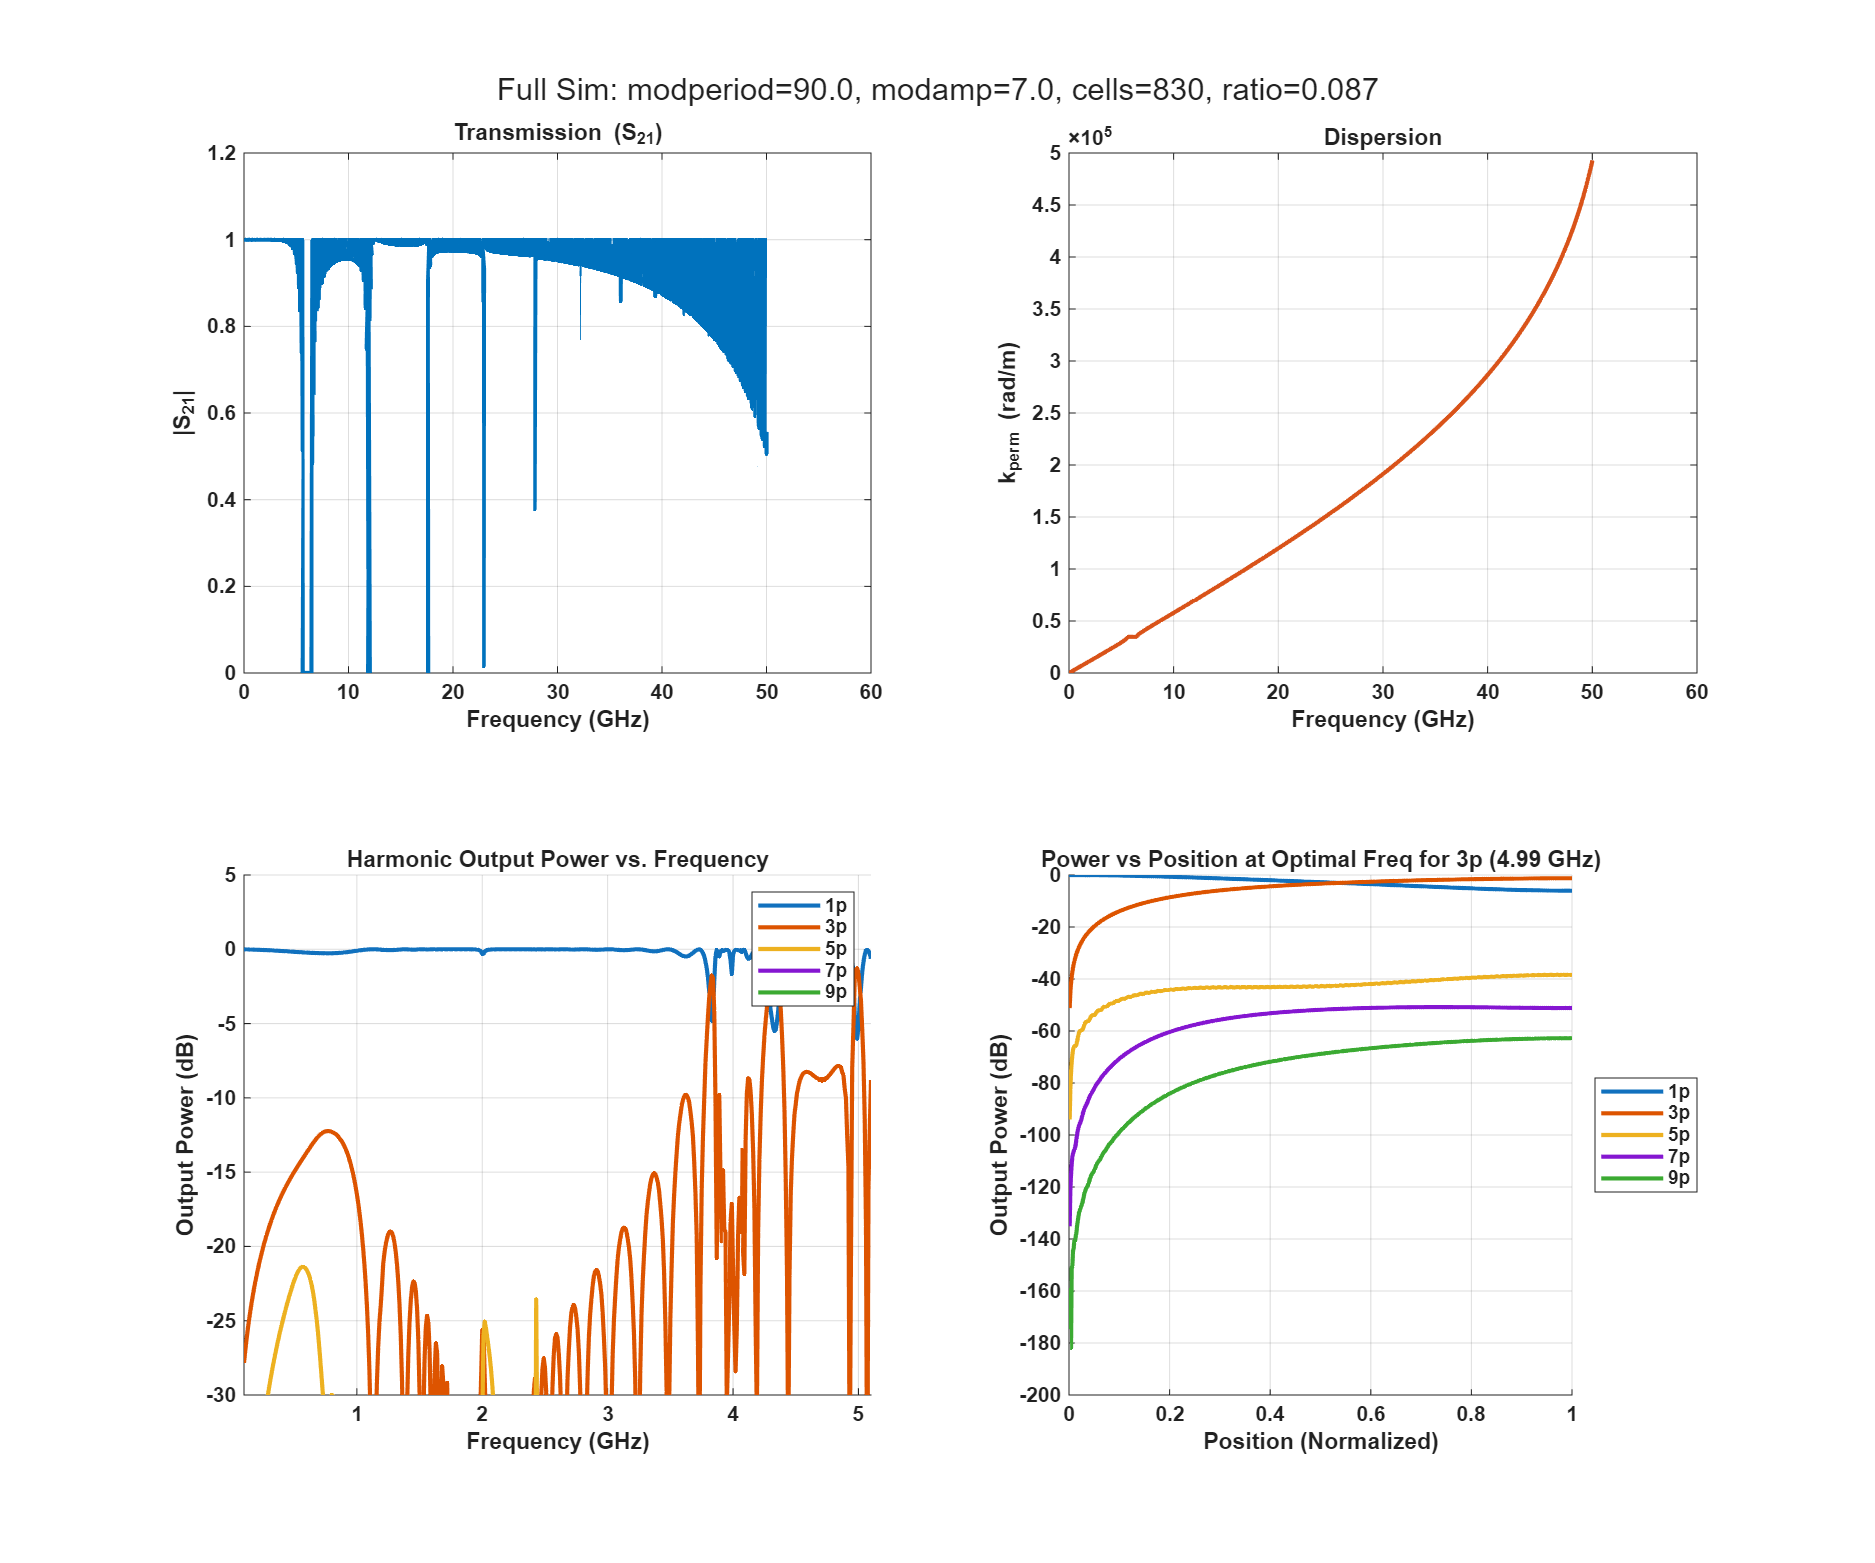 Full Sim: modperiod=90.0, modamp=7.0, cells=830, ratio=0.087
Transmission (S21)
1.2
1
0.8
0.6
0.4
0.2
0
|S21|
0 10 20 30 40 50 60
Frequency (GHz)
×10^5
Dispersion
5
4.5
4
3.5
3
2.5
2
1.5
1
0.5
0
kperm (rad/m)
0 10 20 30 40 50 60
Frequency (GHz)
Harmonic Output Power vs. Frequency
5
0
-5
-10
-15
-20
-25
-30
Output Power (dB)
1p
3p
5p
7p
9p
1 2 3 4 5
Frequency (GHz)
Power vs Position at Optimal Freq for 3p (4.99 GHz)
0
-20
-40
-60
-80
-100
-120
-140
-160
-180
-200
Output Power (dB)
1p
3p
5p
7p
9p
0 0.2 0.4 0.6 0.8 1
Position (Normalized)